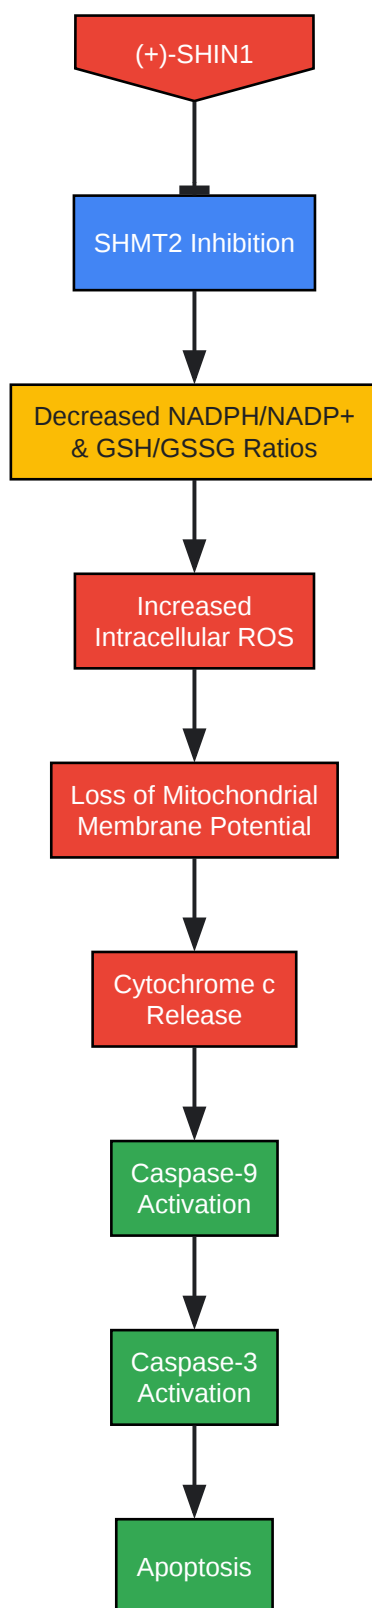 (+)-SHIN1
SHMT2 Inhibition
Decreased NADPH/NADP+
& GSH/GSSG Ratios
Increased
Intracellular ROS
Loss of Mitochondrial
Membrane Potential
Cytochrome c
Release
Caspase-9
Activation
Caspase-3
Activation
Apoptosis